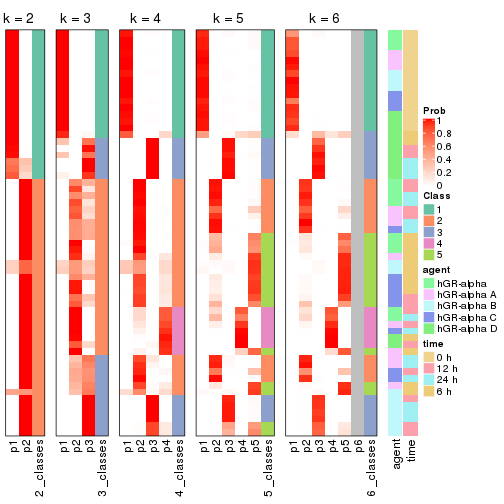 k = 2
k = 3
k = 4
k = 5
k = 6
Prob
1
0.8
0.6
0.4
0.2
0
Class
1
2
3
4
5
agent
hGR-alpha
hGR-alpha A
hGR-alpha B
hGR-alpha C
hGR-alpha D
time
0 h
12 h
24 h
6 h
p1
p2
2_classes
p1
p2
p3
3_classes
p1
p2
p3
p4
4_classes
p1
p2
p3
p4
p5
5_classes
p1
p2
p3
p4
p5
p6
6_classes
agent
time